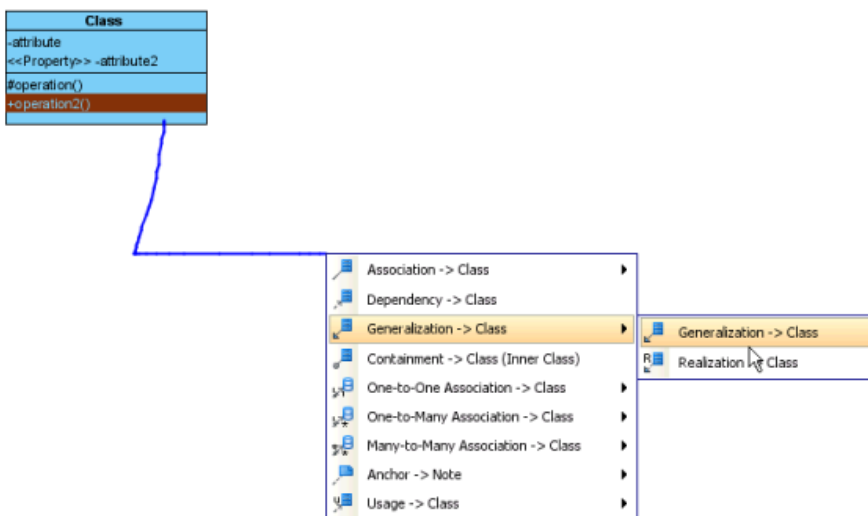 Class
-attribute
<<Property>> -attribute2
#operation()
+operation2()
Association -> Class
Dependency -> Class
Generalization -> Class
Containment -> Class (Inner Class)
One-to-One Association -> Class
One-to-Many Association -> Class
Many-to-Many Association -> Class
Anchor -> Note
Usage -> Class
Generalization -> Class
Realization -> Class